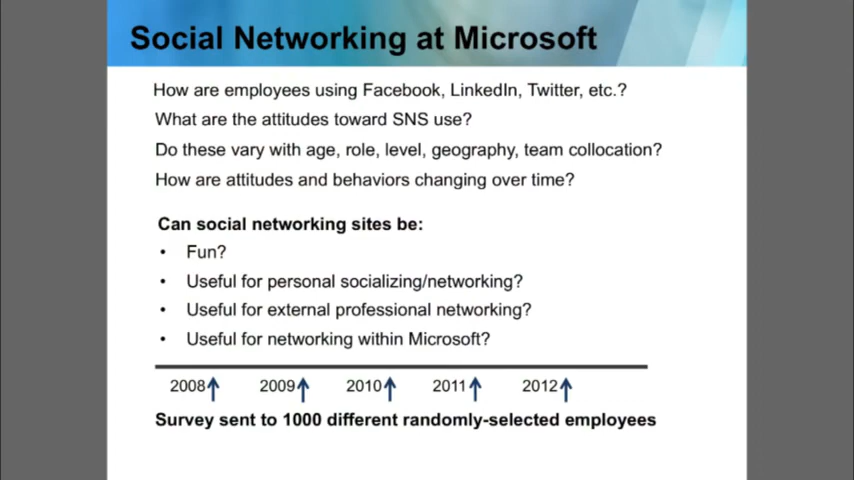 Social Networking at Microsoft
How are employees using Facebook, LinkedIn, Twitter, etc.?
What are the attitudes toward SNS use?
Do these vary with age, role, level, geography, team collocation?
How are attitudes and behaviors changing over time?
Can social networking sites be:
• Fun?
• Useful for personal socializing/networking?
• Useful for external professional networking?
• Useful for networking within Microsoft?
2008 2009 2010 2011 2012
Survey sent to 1000 different randomly-selected employees